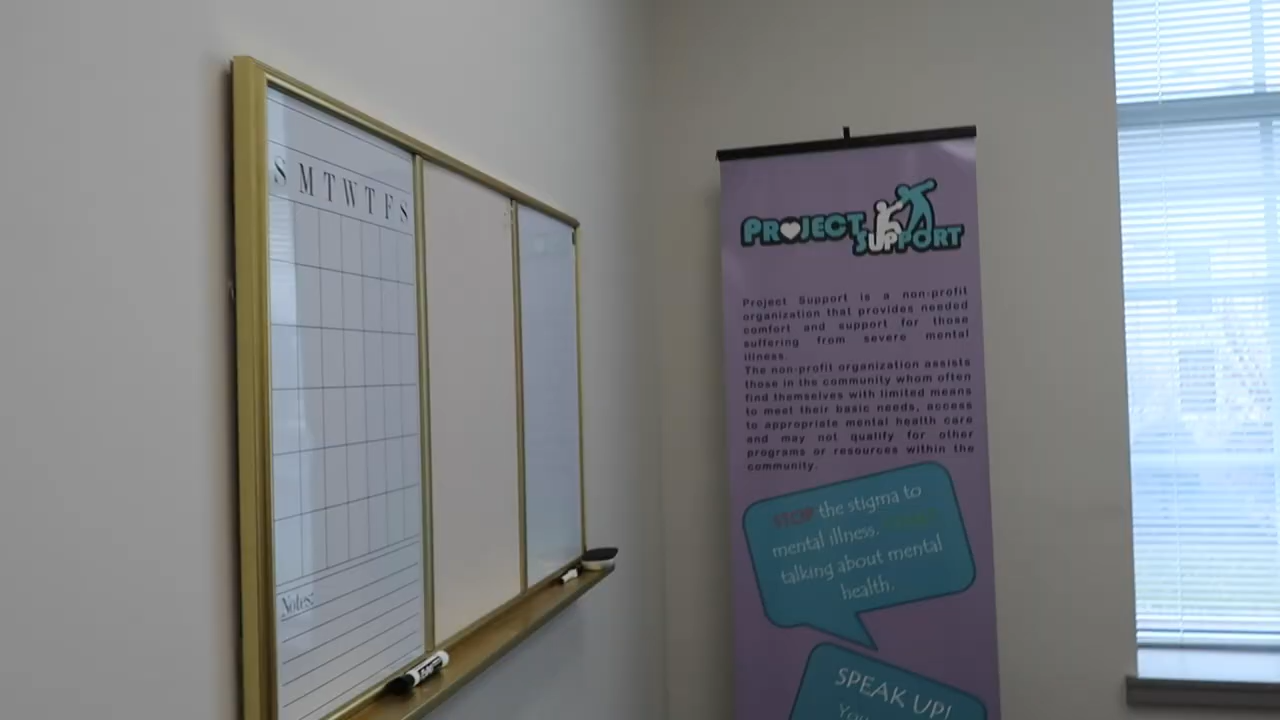 S M T W T F S
Notes:
PROJECT
SUPPORT
Project Support is a non-profit
organization that provides needed
comfort and support for those
suffering from severe mental
illness.
The non-profit organization assists
those in the community whom often
find themselves with limited means
to meet their basic needs, access
to appropriate mental health care
and may not qualify for other
programs or resources within the
community.
STOP the stigma to
mental illness.
talking about mental
health.
SPEAK UP!
You